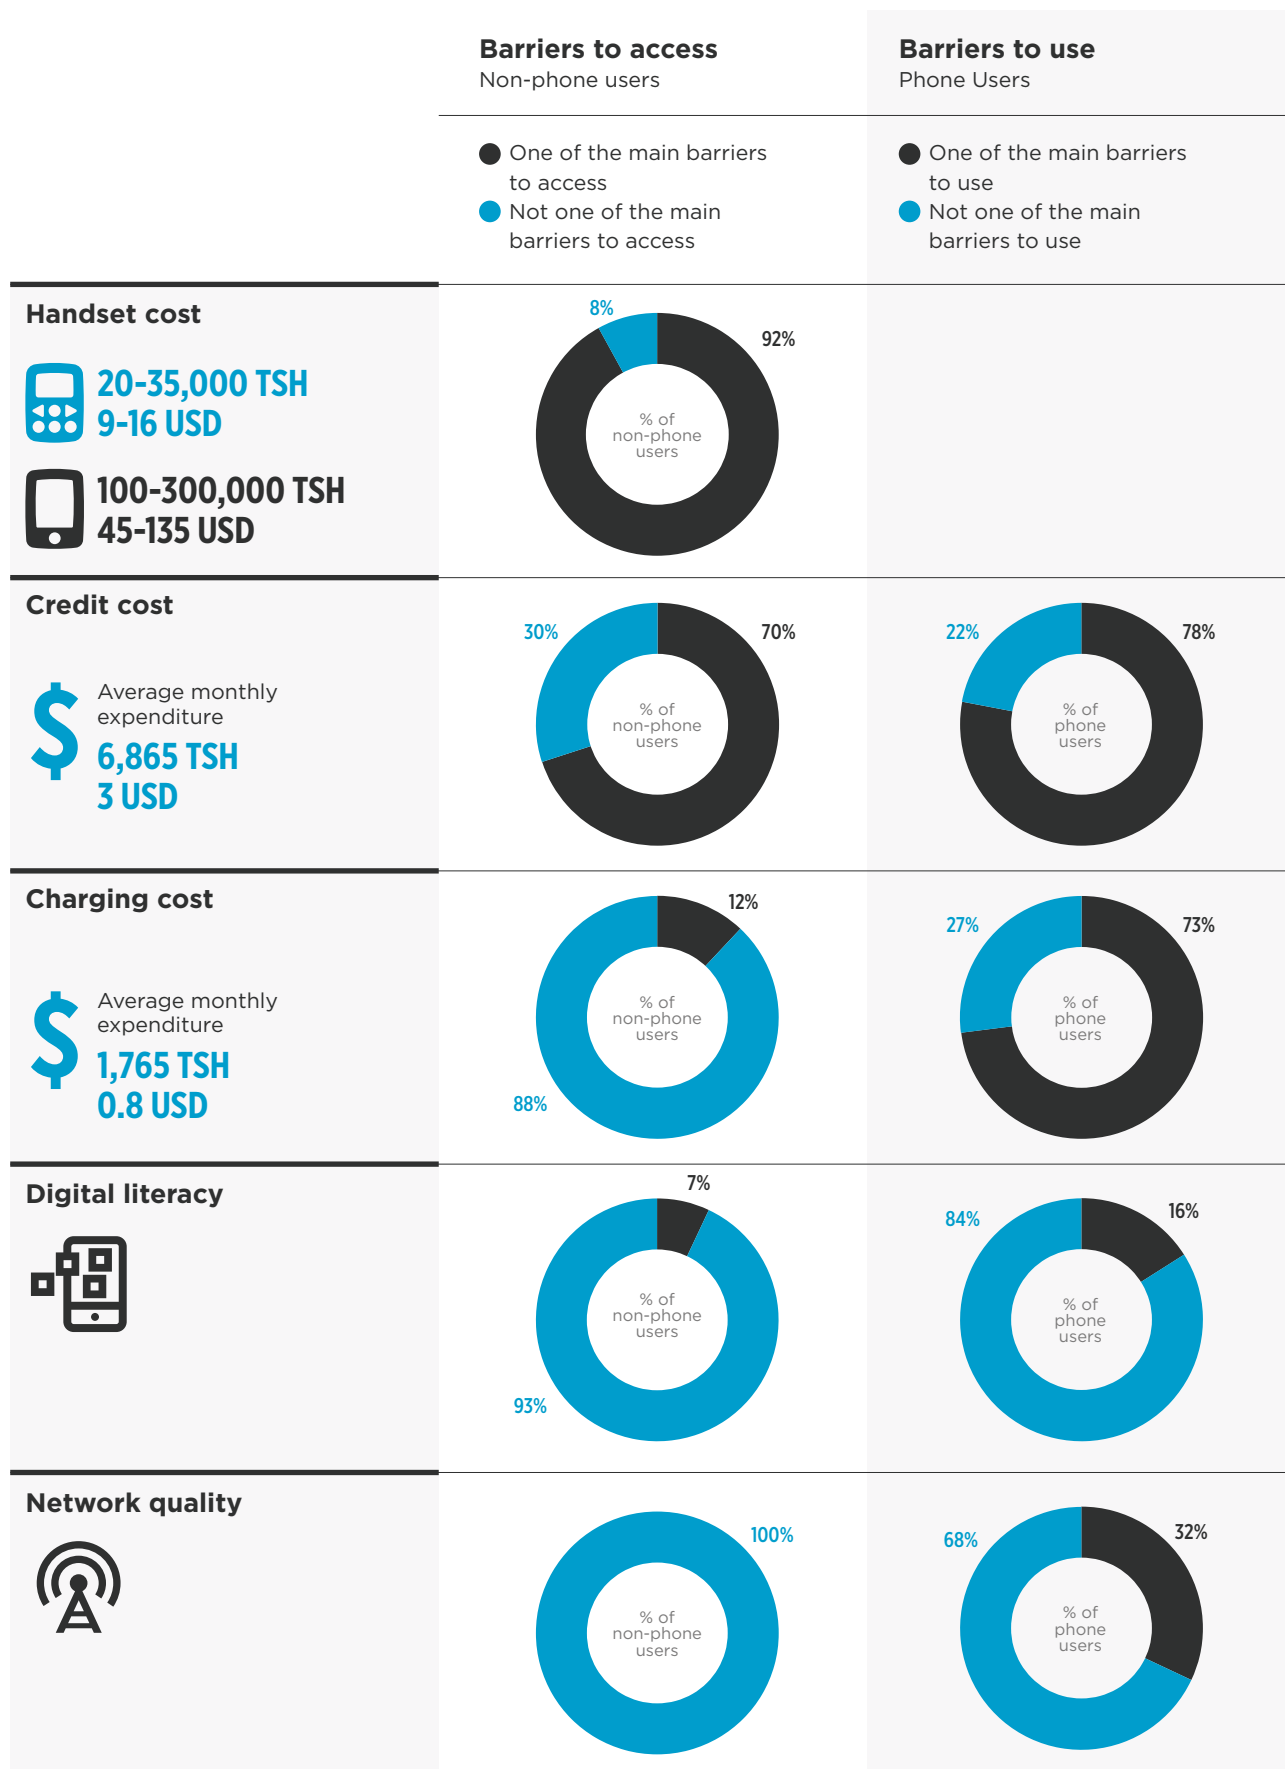 Barriers to access
Non-phone users
Barriers to use
Phone Users
One of the main barriers
to access
Not one of the main
barriers to access
One of the main barriers
to use
Not one of the main
barriers to use
Handset cost
20-35,000 TSH
9-16 USD
100-300,000 TSH
45-135 USD
8%
92%
% of
non-phone
users
Credit cost
Average monthly
expenditure
6,865 TSH
3 USD
30%
70%
% of
non-phone
users
22%
78%
% of
phone
users
Charging cost
Average monthly
expenditure
1,765 TSH
0.8 USD
12%
% of
non-phone
users
88%
27%
73%
% of
phone
users
Digital literacy
7%
% of
non-phone
users
93%
84%
16%
% of
phone
users
Network quality
100%
% of
non-phone
users
68%
32%
% of
phone
users